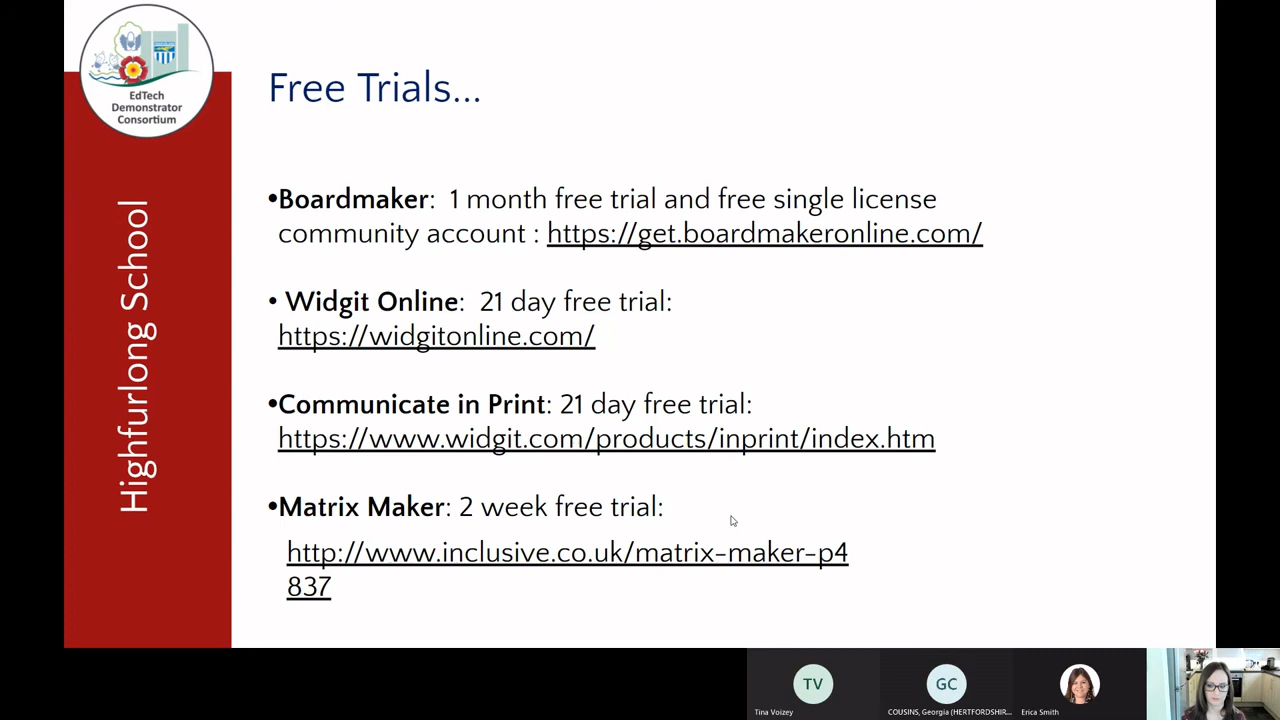 EdTech
Demonstrator
Consortium
Highfurlong School
Free Trials...
•Boardmaker: 1 month free trial and free single license
community account : https://get.boardmakeronline.com/
• Widgit Online: 21 day free trial:
https://widgitonline.com/
•Communicate in Print: 21 day free trial:
https://www.widgit.com/products/inprint/index.htm
•Matrix Maker: 2 week free trial:
http://www.inclusive.co.uk/matrix-maker-p4
837
TV
Tina Voizey
GC
COUSINS, Georgia (HERTFORDSHIR...
Erica Smith